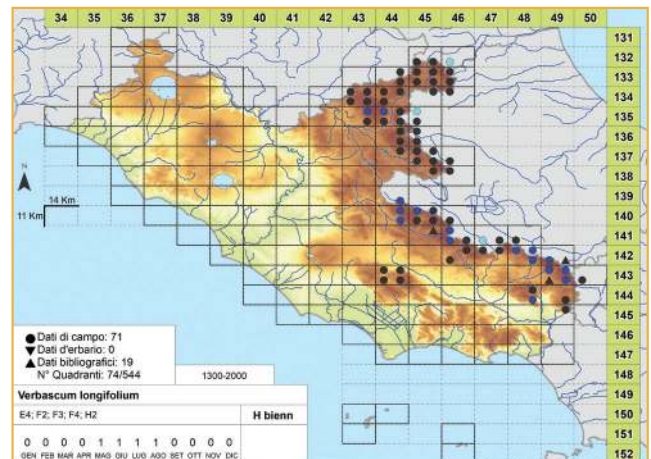 34 35 36 37 38 39 40 41 42 43 44 45 46 47 48 49 50
131
132
133
134
135
136
137
138
139
140
141
142
143
144
145
146
147
148
149
150
151
152
N
14 Km
11 Km
Dati di campo: 71
Dati d'erbario: 0
Dati bibliografici: 19
N° Quadranti: 74/544
1300-2000
Verbascum longifolium
E4; F2; F3; F4; H2
H bienn
0 0 0 0 1 1 1 1 0 0 0 0
GEN FEB MAR APR MAG GIU LUG AGO SET OTT NOV DIC